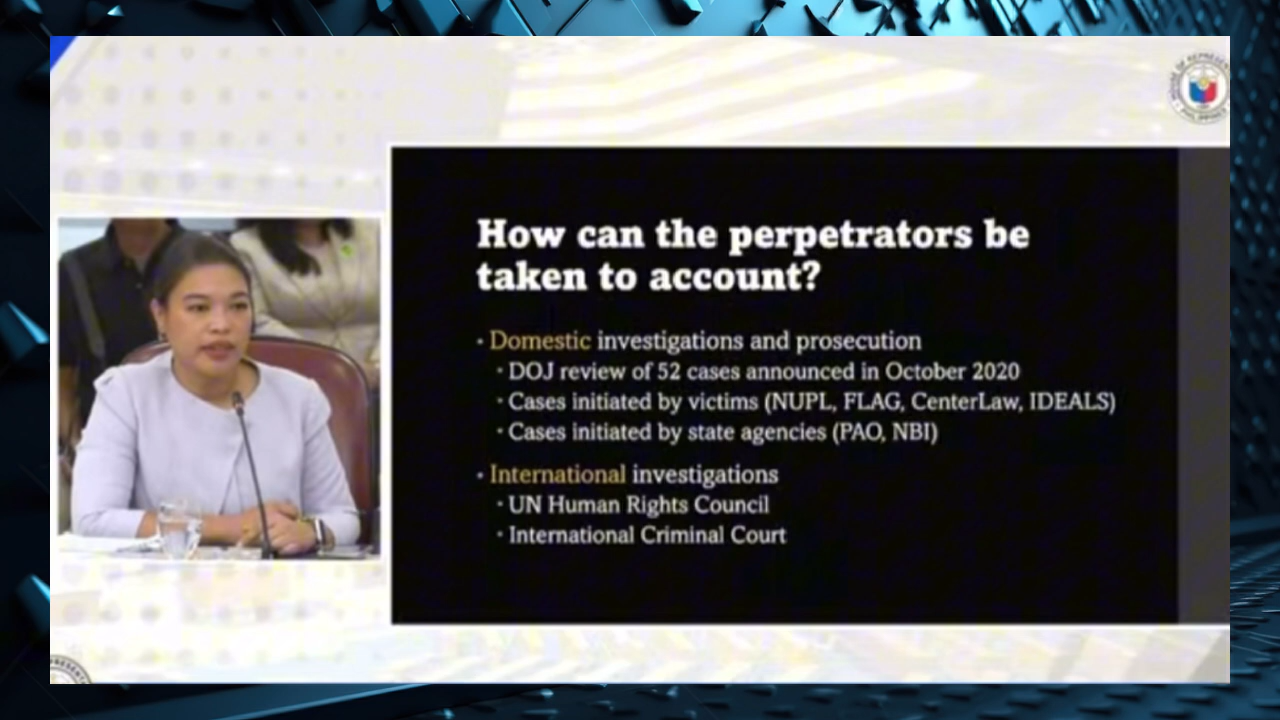 How can the perpetrators be
taken to account?
• Domestic investigations and prosecution
• DOJ review of 52 cases announced in October 2020
• Cases initiated by victims (NUPL, FLAG, CenterLaw, IDEALS)
• Cases initiated by state agencies (PAO, NBI)
• International investigations
• UN Human Rights Council
• International Criminal Court